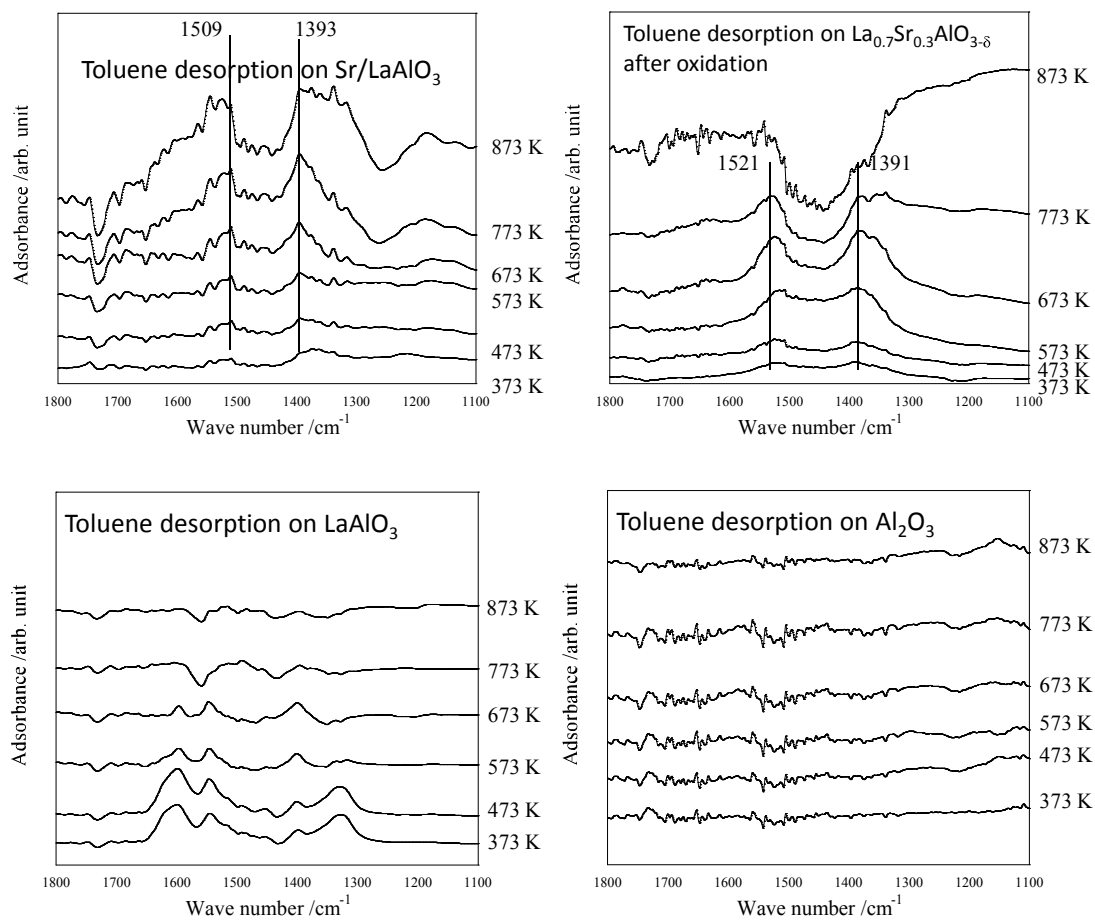 1509 1393
Toluene desorption on Sr/LaAlO3
Adsorbance /arb. unit
873 K
773 K
673 K
573 K
473 K
373 K
1800 1700 1600 1500 1400 1300 1200 1100
Wave number /cm-1
Toluene desorption on La0.7Sr0.3AlO3-δ
after oxidation
Adsorbance /arb. unit
873 K
1521 1391
773 K
673 K
573 K
473 K
373 K
1800 1700 1600 1500 1400 1300 1200 1100
Wave number /cm-1
Toluene desorption on LaAlO3
Adsorbance /arb. unit
873 K
773 K
673 K
573 K
473 K
373 K
1800 1700 1600 1500 1400 1300 1200 1100
Wave number /cm-1
Toluene desorption on Al2O3
Adsorbance /arb. unit
873 K
773 K
673 K
573 K
473 K
373 K
1800 1700 1600 1500 1400 1300 1200 1100
Wave number /cm-1